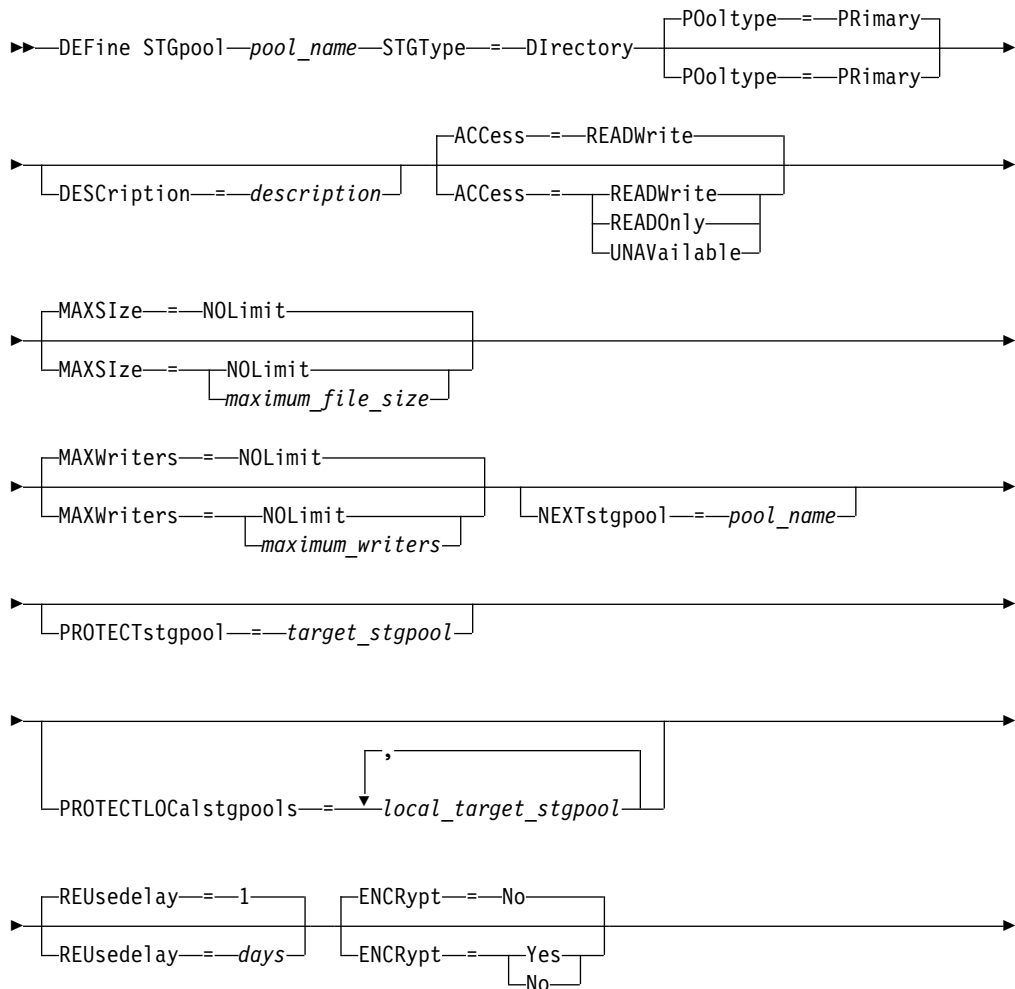 POoltype = PRimary
DEFine STGpool pool_name STGType = DIrectory
POoltype = PRimary
ACCess = READWrite
DESCription = description
ACCess = READWrite
READOnly
UNAVailable
MAXSIze = NOLimit
MAXSIze = NOLimit
maximum_file_size
MAXWriters = NOLimit
MAXWriters = NOLimit
maximum_writers
NEXTstgpool = pool_name
PROTECTstgpool = target_stgpool
,
PROTECTLOCalstgpools = local_target_stgpool
REUsedelay = 1
REUsedelay = days
ENCRypt = No
ENCRypt = Yes
No